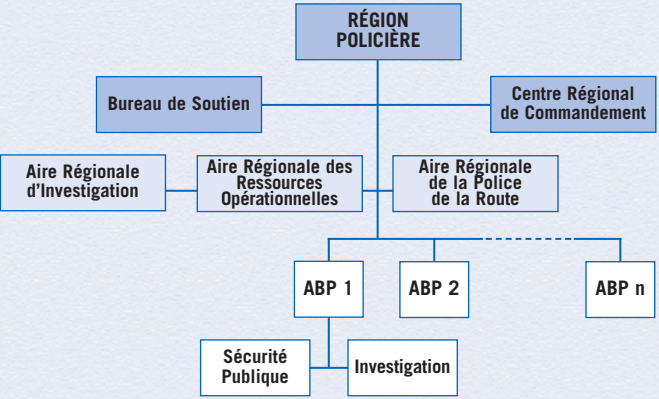 RÉGION
POLICIÈRE
Bureau de Soutien
Centre Régional
de Commandement
Aire Régionale
d'Investigation
Aire Régionale des
Ressources
Opérationnelles
Aire Régionale
de la Police
de la Route
ABP 1
ABP 2
ABP n
Sécurité
Publique
Investigation